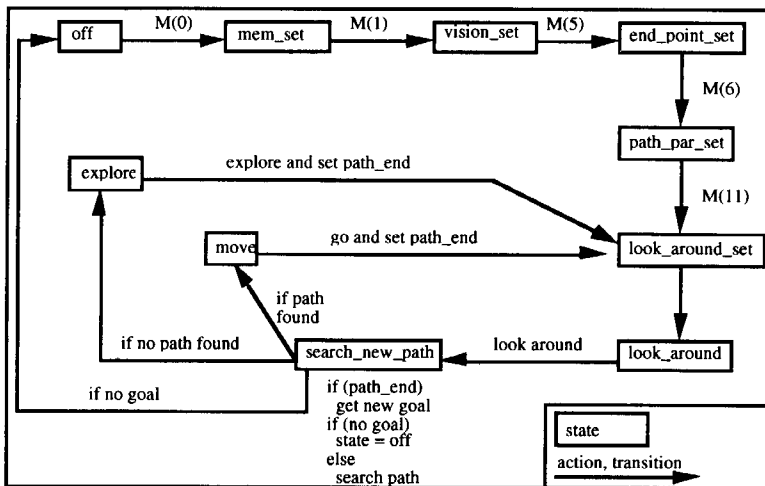 off
M(0)
mem_set
M(1)
vision_set
M(5)
end_point_set
M(6)
path_par_set
explore
explore and set path_end
M(11)
move
go and set path_end
look_around_set
if path
found
if no path found
search_new_path
look around
look_around
if no goal
if (path_end)
get new goal
if (no goal)
state = off
else
search path
state
action, transition